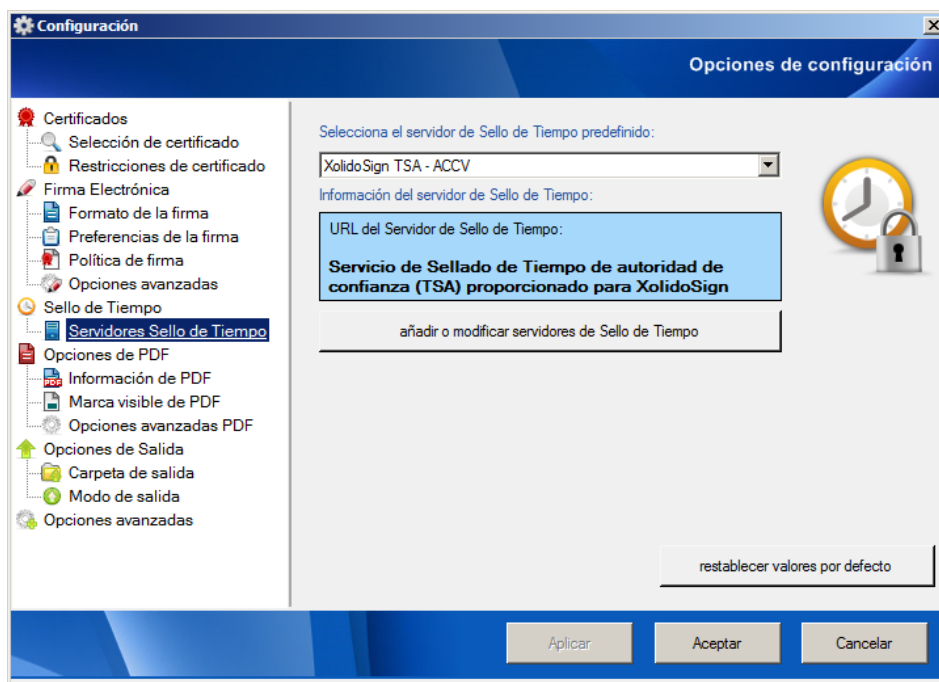 Configuración
Opciones de configuración
Certificados
Selección de certificado
Restricciones de certificado
Firma Electrónica
Formato de la firma
Preferencias de la firma
Política de firma
Opciones avanzadas
Sello de Tiempo
Servidores Sello de Tiempo
Opciones de PDF
Información de PDF
Marca visible de PDF
Opciones avanzadas PDF
Opciones de Salida
Carpeta de salida
Modo de salida
Opciones avanzadas
Selecciona el servidor de Sello de Tiempo predefinido:
XolidoSign TSA - ACCV
Información del servidor de Sello de Tiempo:
URL del Servidor de Sello de Tiempo:
Servicio de Sellado de Tiempo de autoridad de
confianza (TSA) proporcionado para XolidoSign
añadir o modificar servidores de Sello de Tiempo
restablecer valores por defecto
Aplicar
Aceptar
Cancelar